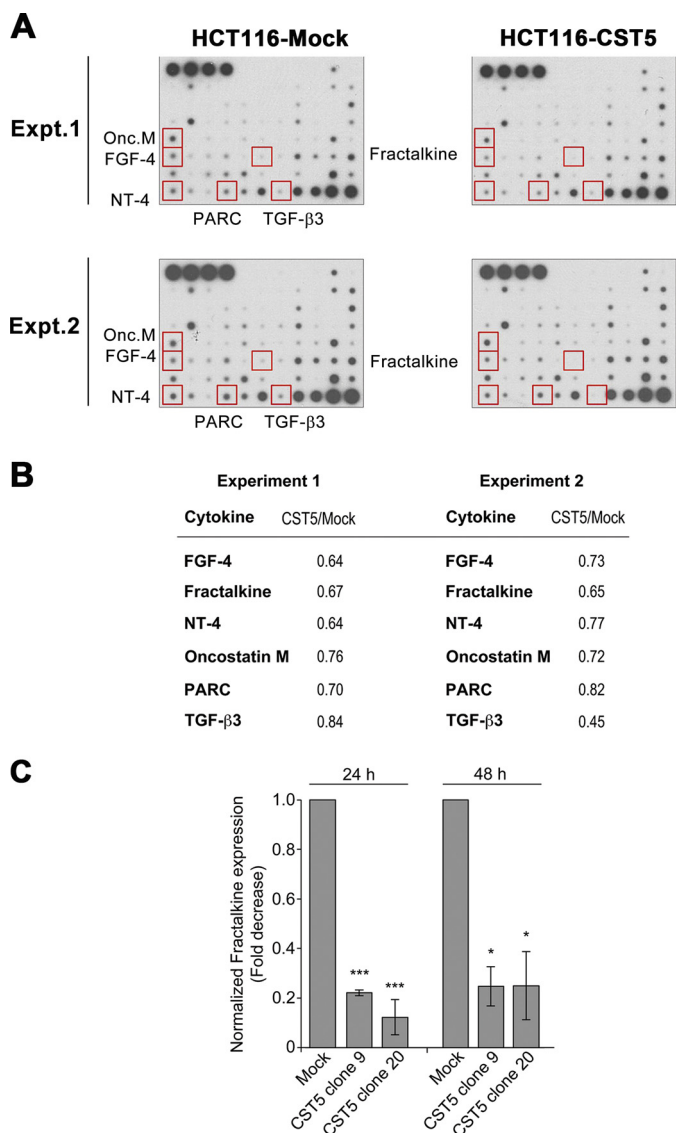 A
HCT116-Mock HCT116-CST5
Expt.1
Onc.M
FGF-4 Fractalkine
NT-4
PARC TGF-β3
Expt.2
Onc.M
FGF-4 Fractalkine
NT-4
PARC TGF-β3
B
Experiment 1 Experiment 2
Cytokine CST5/Mock Cytokine CST5/Mock
FGF-4 0.64 FGF-4 0.73
Fractalkine 0.67 Fractalkine 0.65
NT-4 0.64 NT-4 0.77
Oncostatin M 0.76 Oncostatin M 0.72
PARC 0.70 PARC 0.82
TGF-β3 0.84 TGF-β3 0.45
C
24 h 48 h
Normalized Fractalkine expression
(Fold decrease)
1.0
0.8
0.6
0.4
0.2
0
*** *** * *
Mock CST5 clone 9 CST5 clone 20 Mock CST5 clone 9 CST5 clone 20